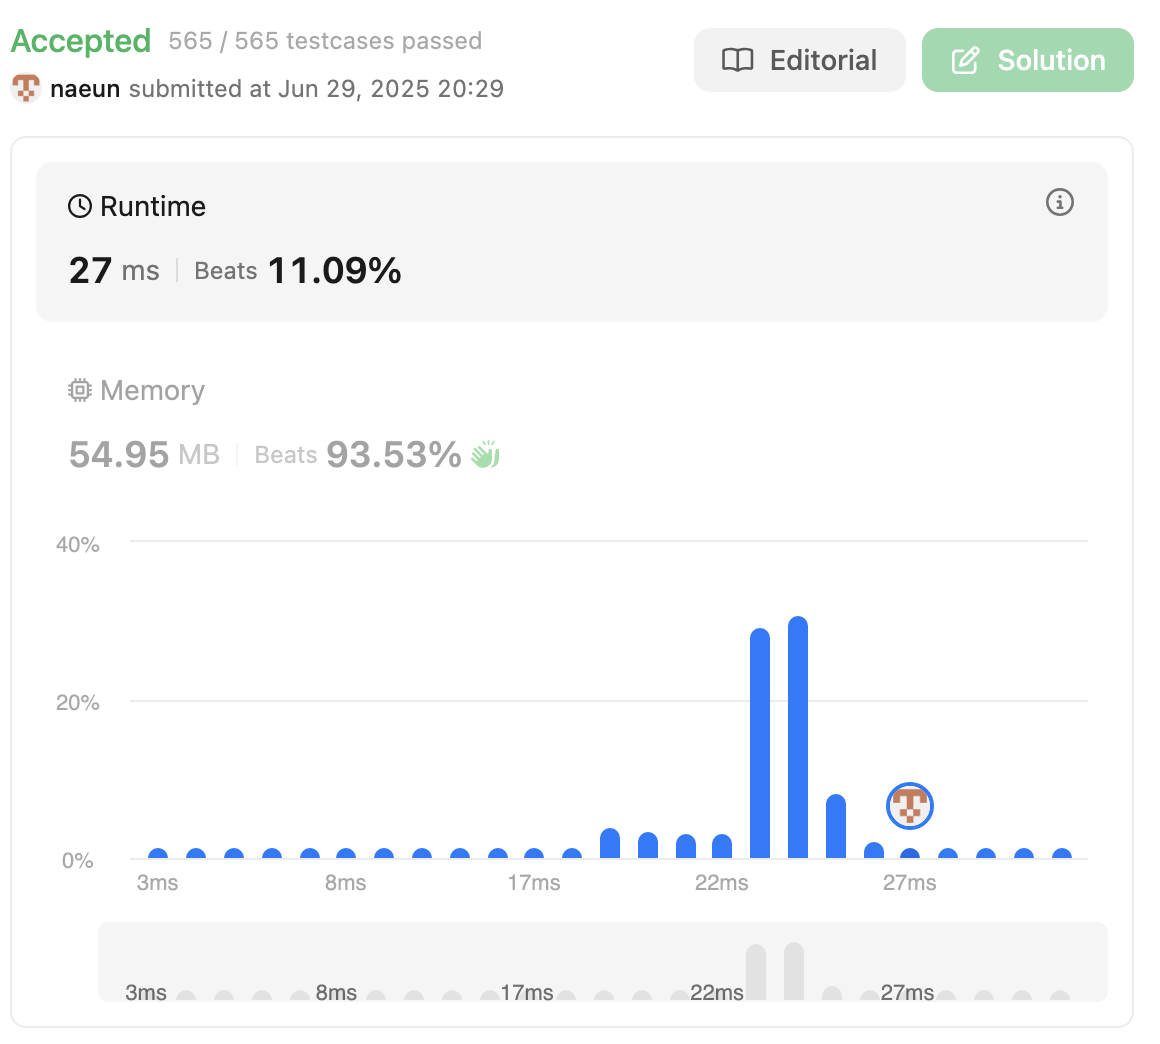 Accepted 565 / 565 testcases passed
naeun submitted at Jun 29, 2025 20:29
Editorial
Solution
Runtime
27 ms Beats 11.09%
Memory
54.95 MB Beats 93.53%
40%
20%
0%
3ms 8ms 17ms 22ms 27ms
3ms 8ms 17ms 22ms 27ms